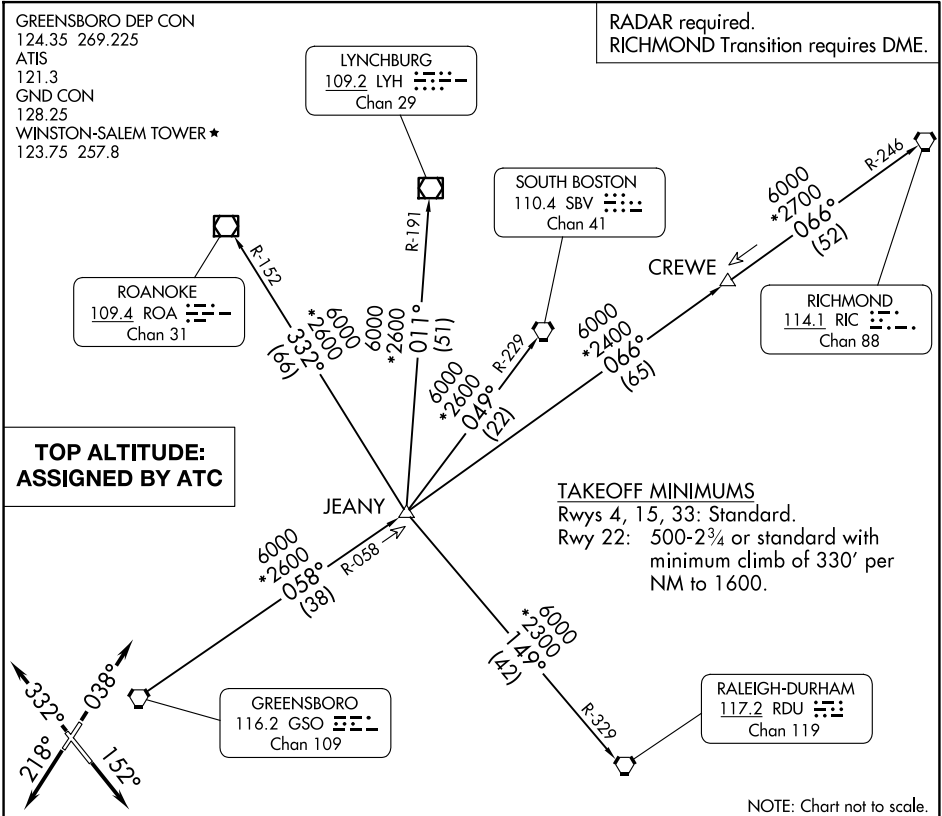 GREENSBORO DEP CON
124.35 269.225
ATIS
121.3
GND CON
128.25
WINSTON-SALEM TOWER ★
123.75 257.8
RADAR required.
RICHMOND Transition requires DME.
LYNCHBURG
109.2 LYH
Chan 29
SOUTH BOSTON
110.4 SBV
Chan 41
ROANOKE
109.4 ROA
Chan 31
RICHMOND
114.1 RIC
Chan 88
R-246
6000
*2700
066°
(52)
CREWE
6000
*2400
066°
(65)
R-152
6000
*2600
332°
(66)
R-191
6000
*2600
011°
(51)
R-229
6000
*2600
049°
(22)
TOP ALTITUDE:
ASSIGNED BY ATC
JEANY
TAKEOFF MINIMUMS
Rwys 4, 15, 33: Standard.
Rwy 22: 500-2¾ or standard with
minimum climb of 330' per
NM to 1600.
R-058
6000
*2600
058°
(38)
6000
*2300
149°
(42)
R-329
332°
038°
218°
152°
GREENSBORO
116.2 GSO
Chan 109
RALEIGH-DURHAM
117.2 RDU
Chan 119
NOTE: Chart not to scale.